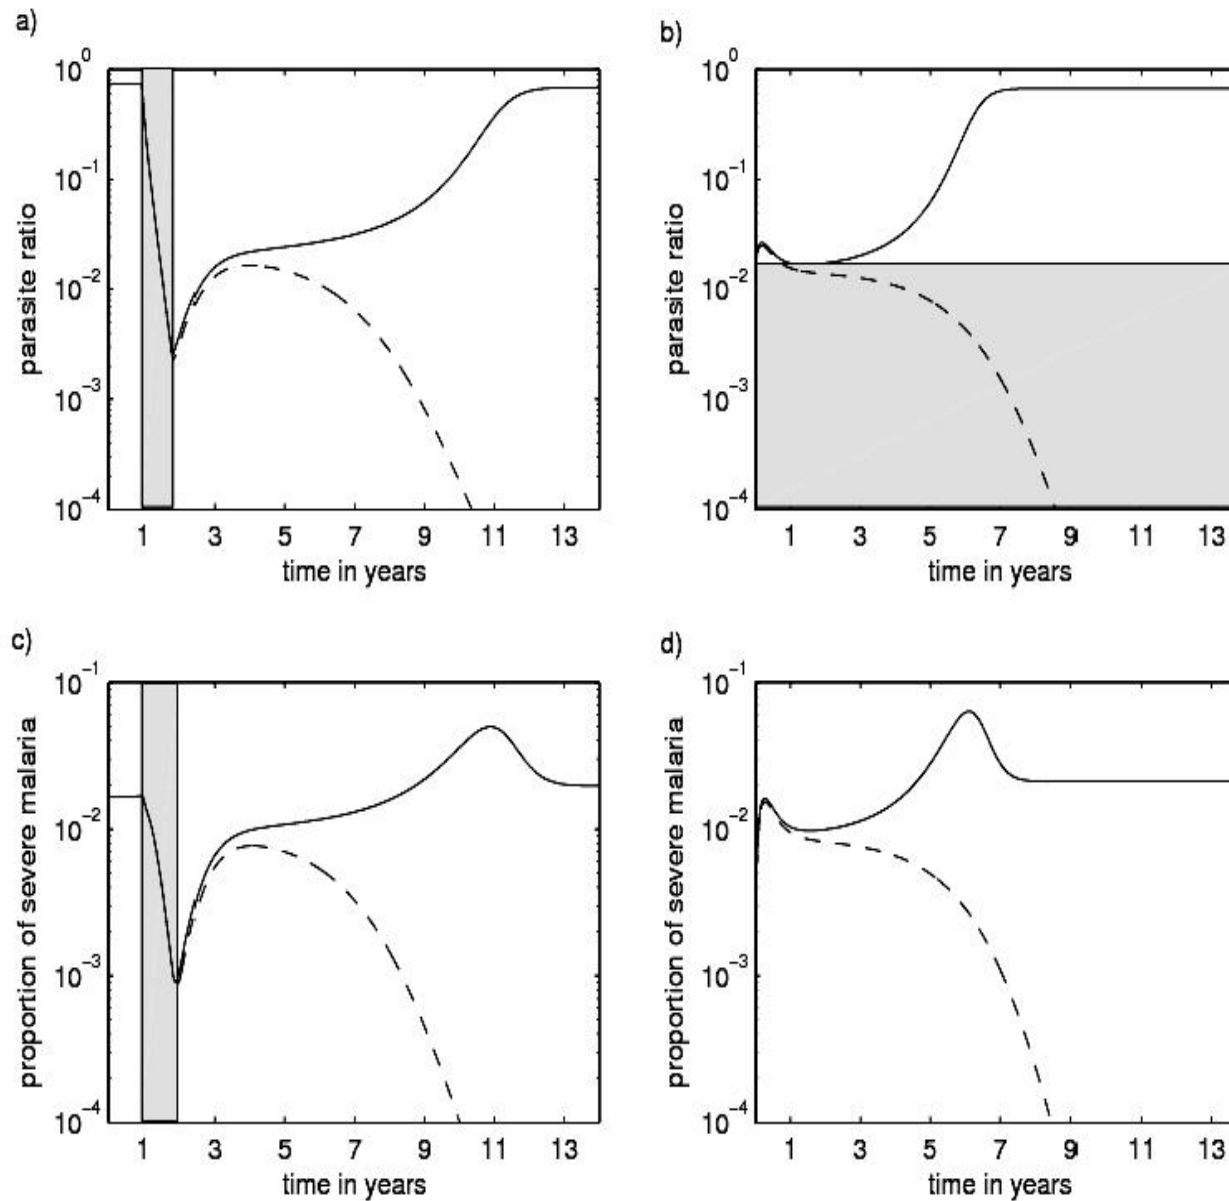 a)
10^0
10^-1
10^-2
10^-3
10^-4
parasite ratio
1 3 5 7 9 11 13
time in years
b)
10^0
10^-1
10^-2
10^-3
10^-4
parasite ratio
1 3 5 7 9 11 13
time in years
c)
10^-1
10^-2
10^-3
10^-4
proportion of severe malaria
1 3 5 7 9 11 13
time in years
d)
10^-1
10^-2
10^-3
10^-4
proportion of severe malaria
1 3 5 7 9 11 13
time in years